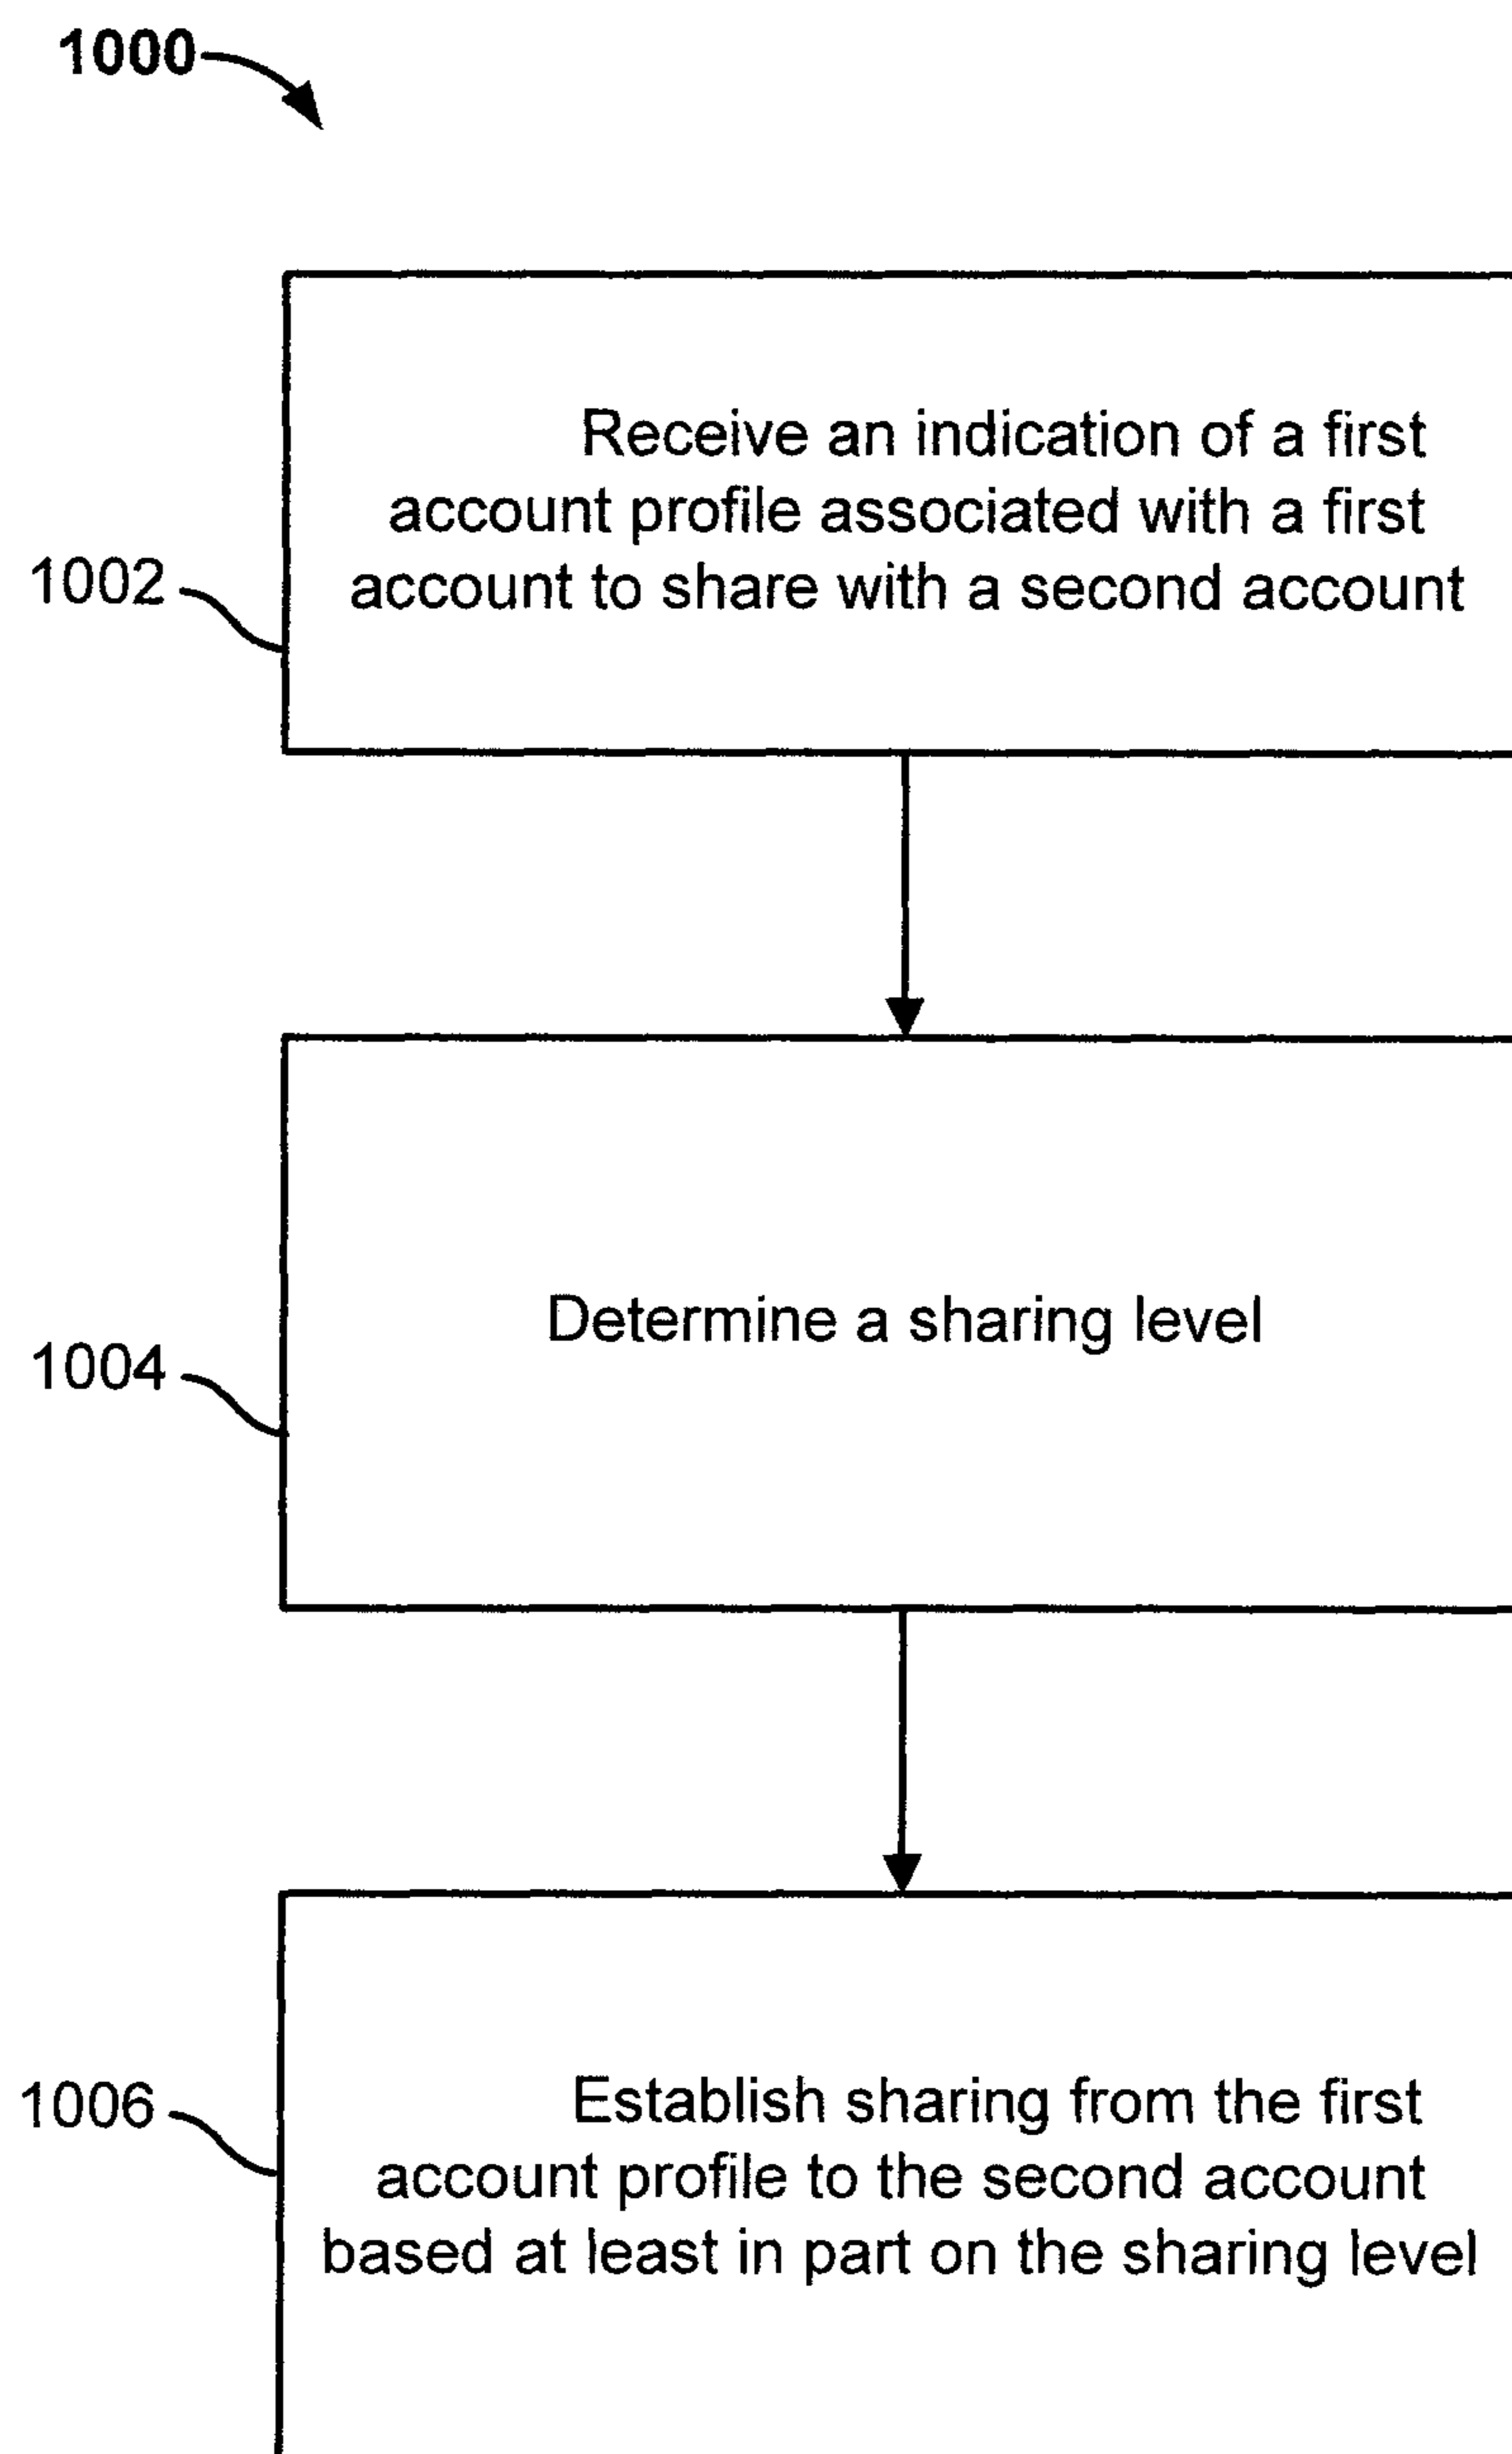 1000
Receive an indication of a first
account profile associated with a first
account to share with a second account
1002
Determine a sharing level
1004
Establish sharing from the first
account profile to the second account
based at least in part on the sharing level
1006